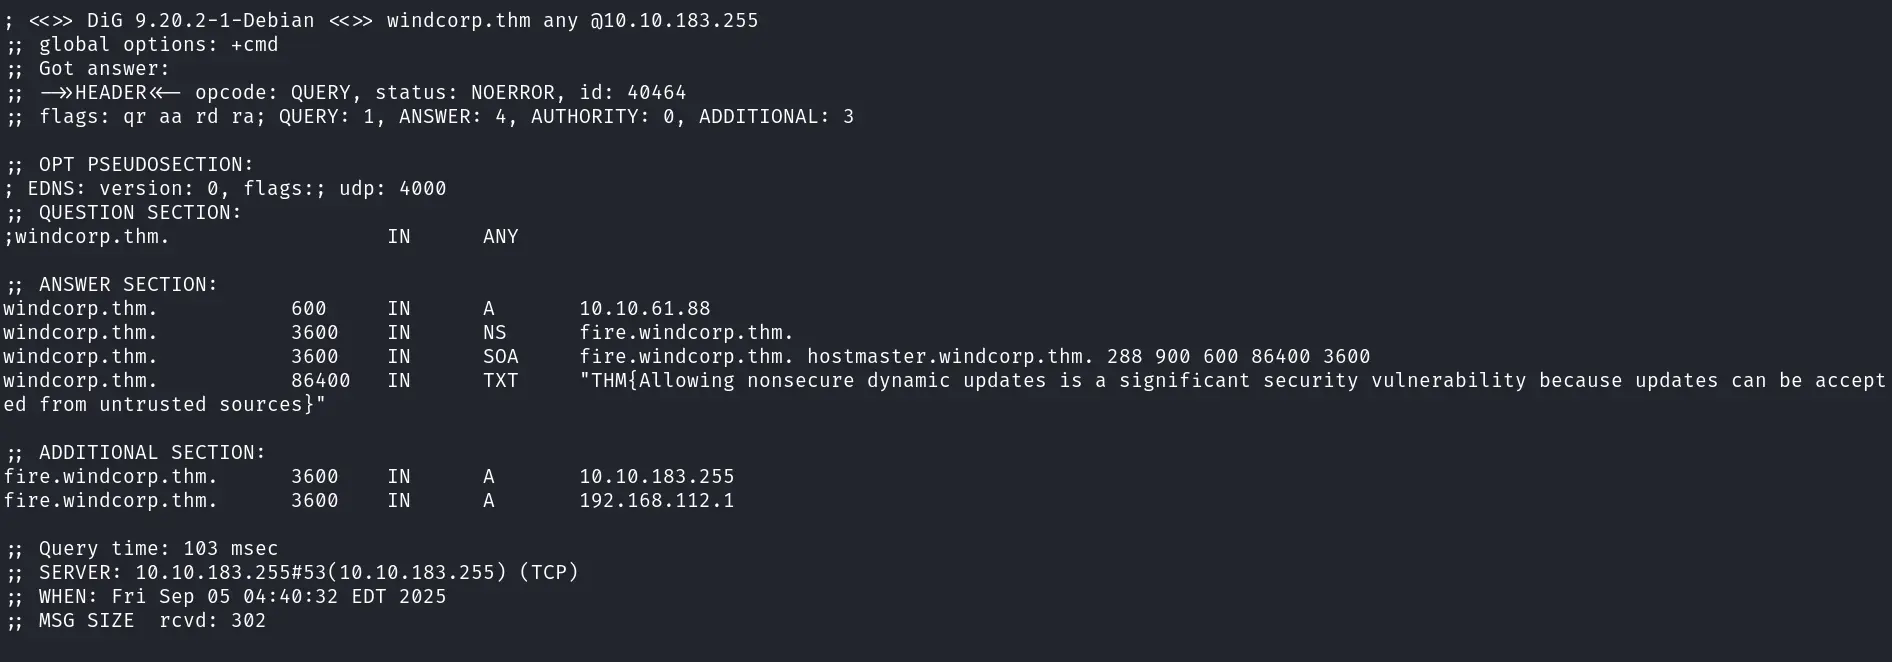 ; <<>> DiG 9.20.2-1-Debian <<>> windcorp.thm any @10.10.183.255
;; global options: +cmd
;; Got answer:
;; ->>HEADER<<- opcode: QUERY, status: NOERROR, id: 40464
;; flags: qr aa rd ra; QUERY: 1, ANSWER: 4, AUTHORITY: 0, ADDITIONAL: 3
;; OPT PSEUDOSECTION:
; EDNS: version: 0, flags:; udp: 4000
;; QUESTION SECTION:
;windcorp.thm. IN ANY
;; ANSWER SECTION:
windcorp.thm. 600 IN A 10.10.61.88
windcorp.thm. 3600 IN NS fire.windcorp.thm.
windcorp.thm. 3600 IN SOA fire.windcorp.thm. hostmaster.windcorp.thm. 288 900 600 86400 3600
windcorp.thm. 86400 IN TXT "THM{Allowing nonsecure dynamic updates is a significant security vulnerability because updates can be accept
ed from untrusted sources}"
;; ADDITIONAL SECTION:
fire.windcorp.thm. 3600 IN A 10.10.183.255
fire.windcorp.thm. 3600 IN A 192.168.112.1
;; Query time: 103 msec
;; SERVER: 10.10.183.255#53(10.10.183.255) (TCP)
;; WHEN: Fri Sep 05 04:40:32 EDT 2025
;; MSG SIZE rcvd: 302